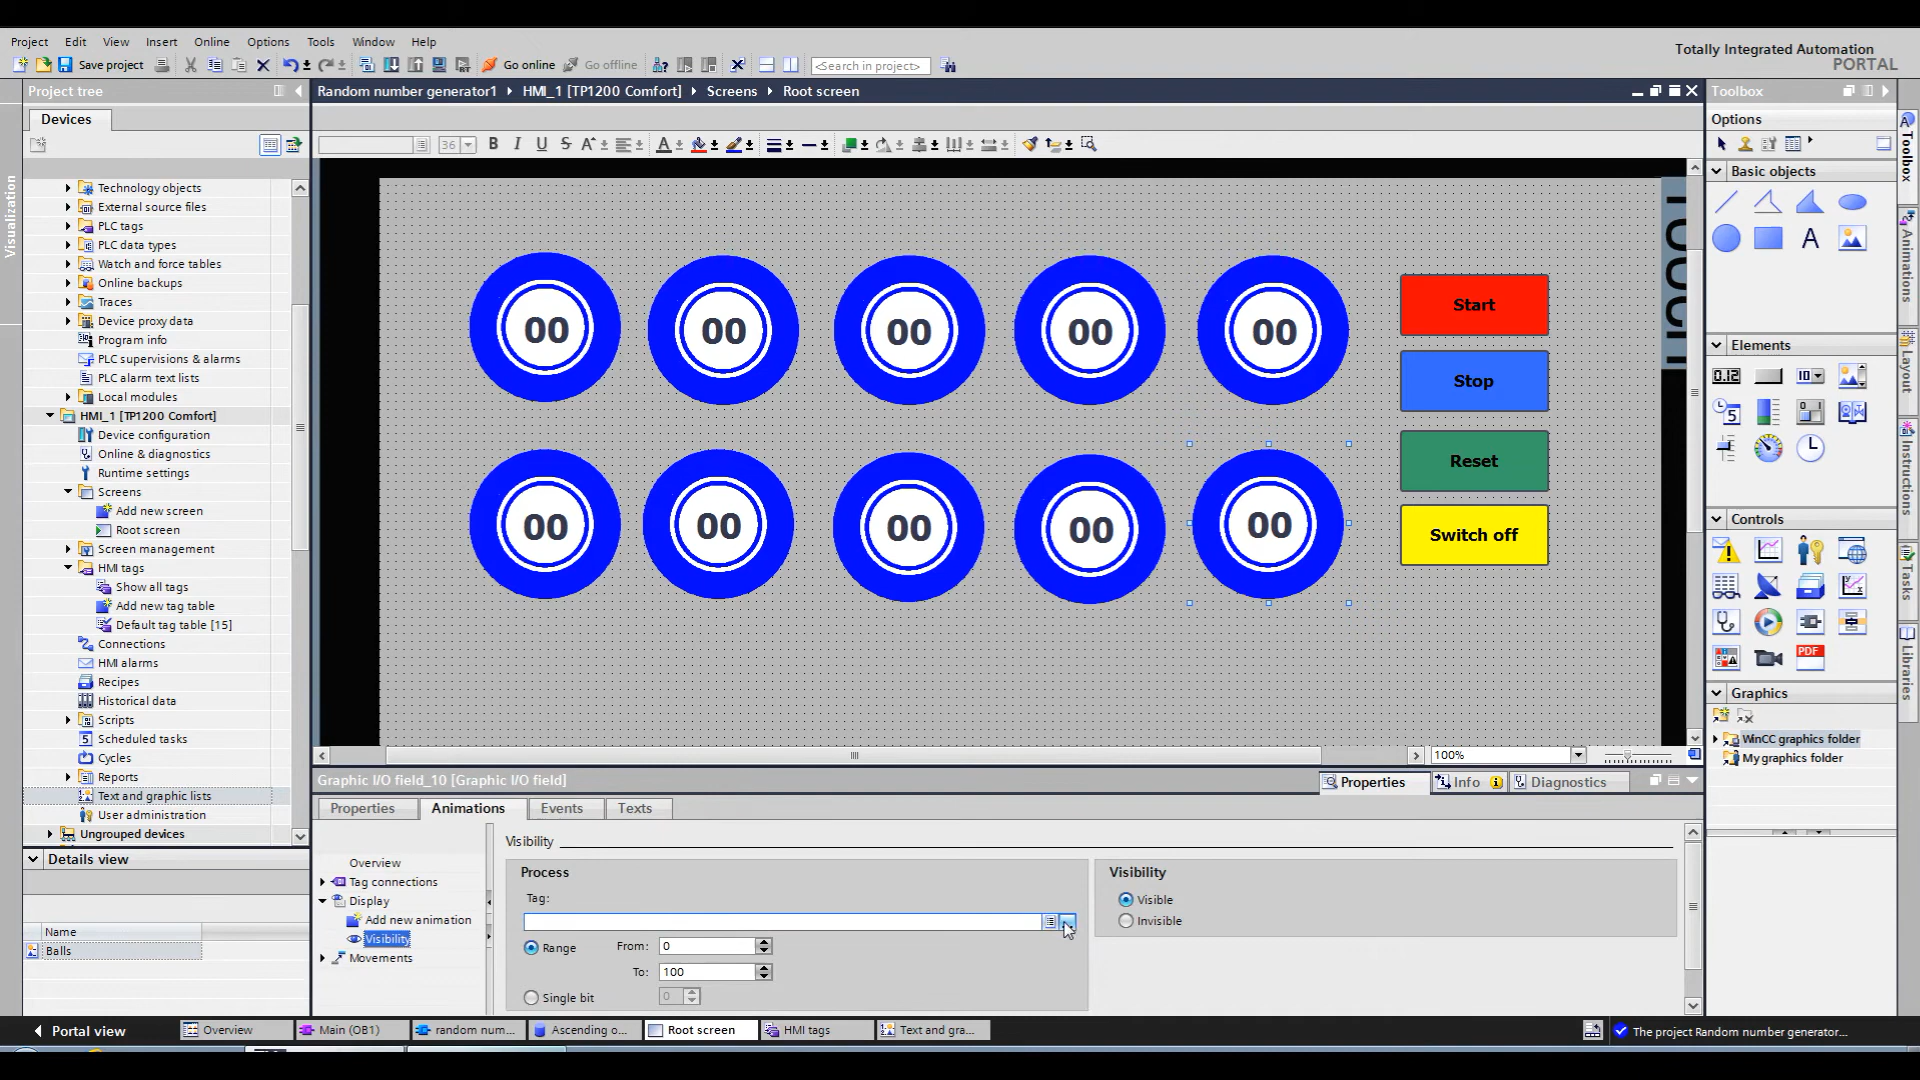 Project Edit View Insert Online Options Tools Window Help
Totally Integrated Automation
PORTAL
Save project
Go online
Go offline
<Search in project>
Project tree
Random number generator1 HMI_1 [TP1200 Comfort] Screens Root screen
Toolbox
Devices
Options
36
B I U S A
Visualization
Technology objects
External source files
PLC tags
PLC data types
Watch and force tables
Online backups
Traces
Device proxy data
Program info
PLC supervisions & alarms
PLC alarm text lists
Local modules
HMI_1 [TP1200 Comfort]
Device configuration
Online & diagnostics
Runtime settings
Screens
Add new screen
Root screen
Screen management
HMI tags
Show all tags
Add new tag table
Default tag table [15]
Connections
HMI alarms
Recipes
Historical data
Scripts
Scheduled tasks
Cycles
Reports
Text and graphic lists
User administration
Ungrouped devices
Details view
Name
Balls
00 00 00 00 00
00 00 00 00 00
Start
Stop
Reset
Switch off
100%
Basic objects
Elements
Controls
PDF
Graphics
WinCC graphics folder
My graphics folder
Toolbox
Animations
Layout
Instructions
Tasks
Libraries
Graphic I/O field_10 [Graphic I/O field]
Properties Info Diagnostics
Properties Animations Events Texts
Overview
Tag connections
Display
Add new animation
Visibility
Movements
Visibility
Process
Tag:
Range From: 0
To: 100
Single bit 0
Visibility
Visible
Invisible
Portal view Overview Main (OB1) random num... Ascending o... Root screen HMI tags Text and gra... The project Random number generator...